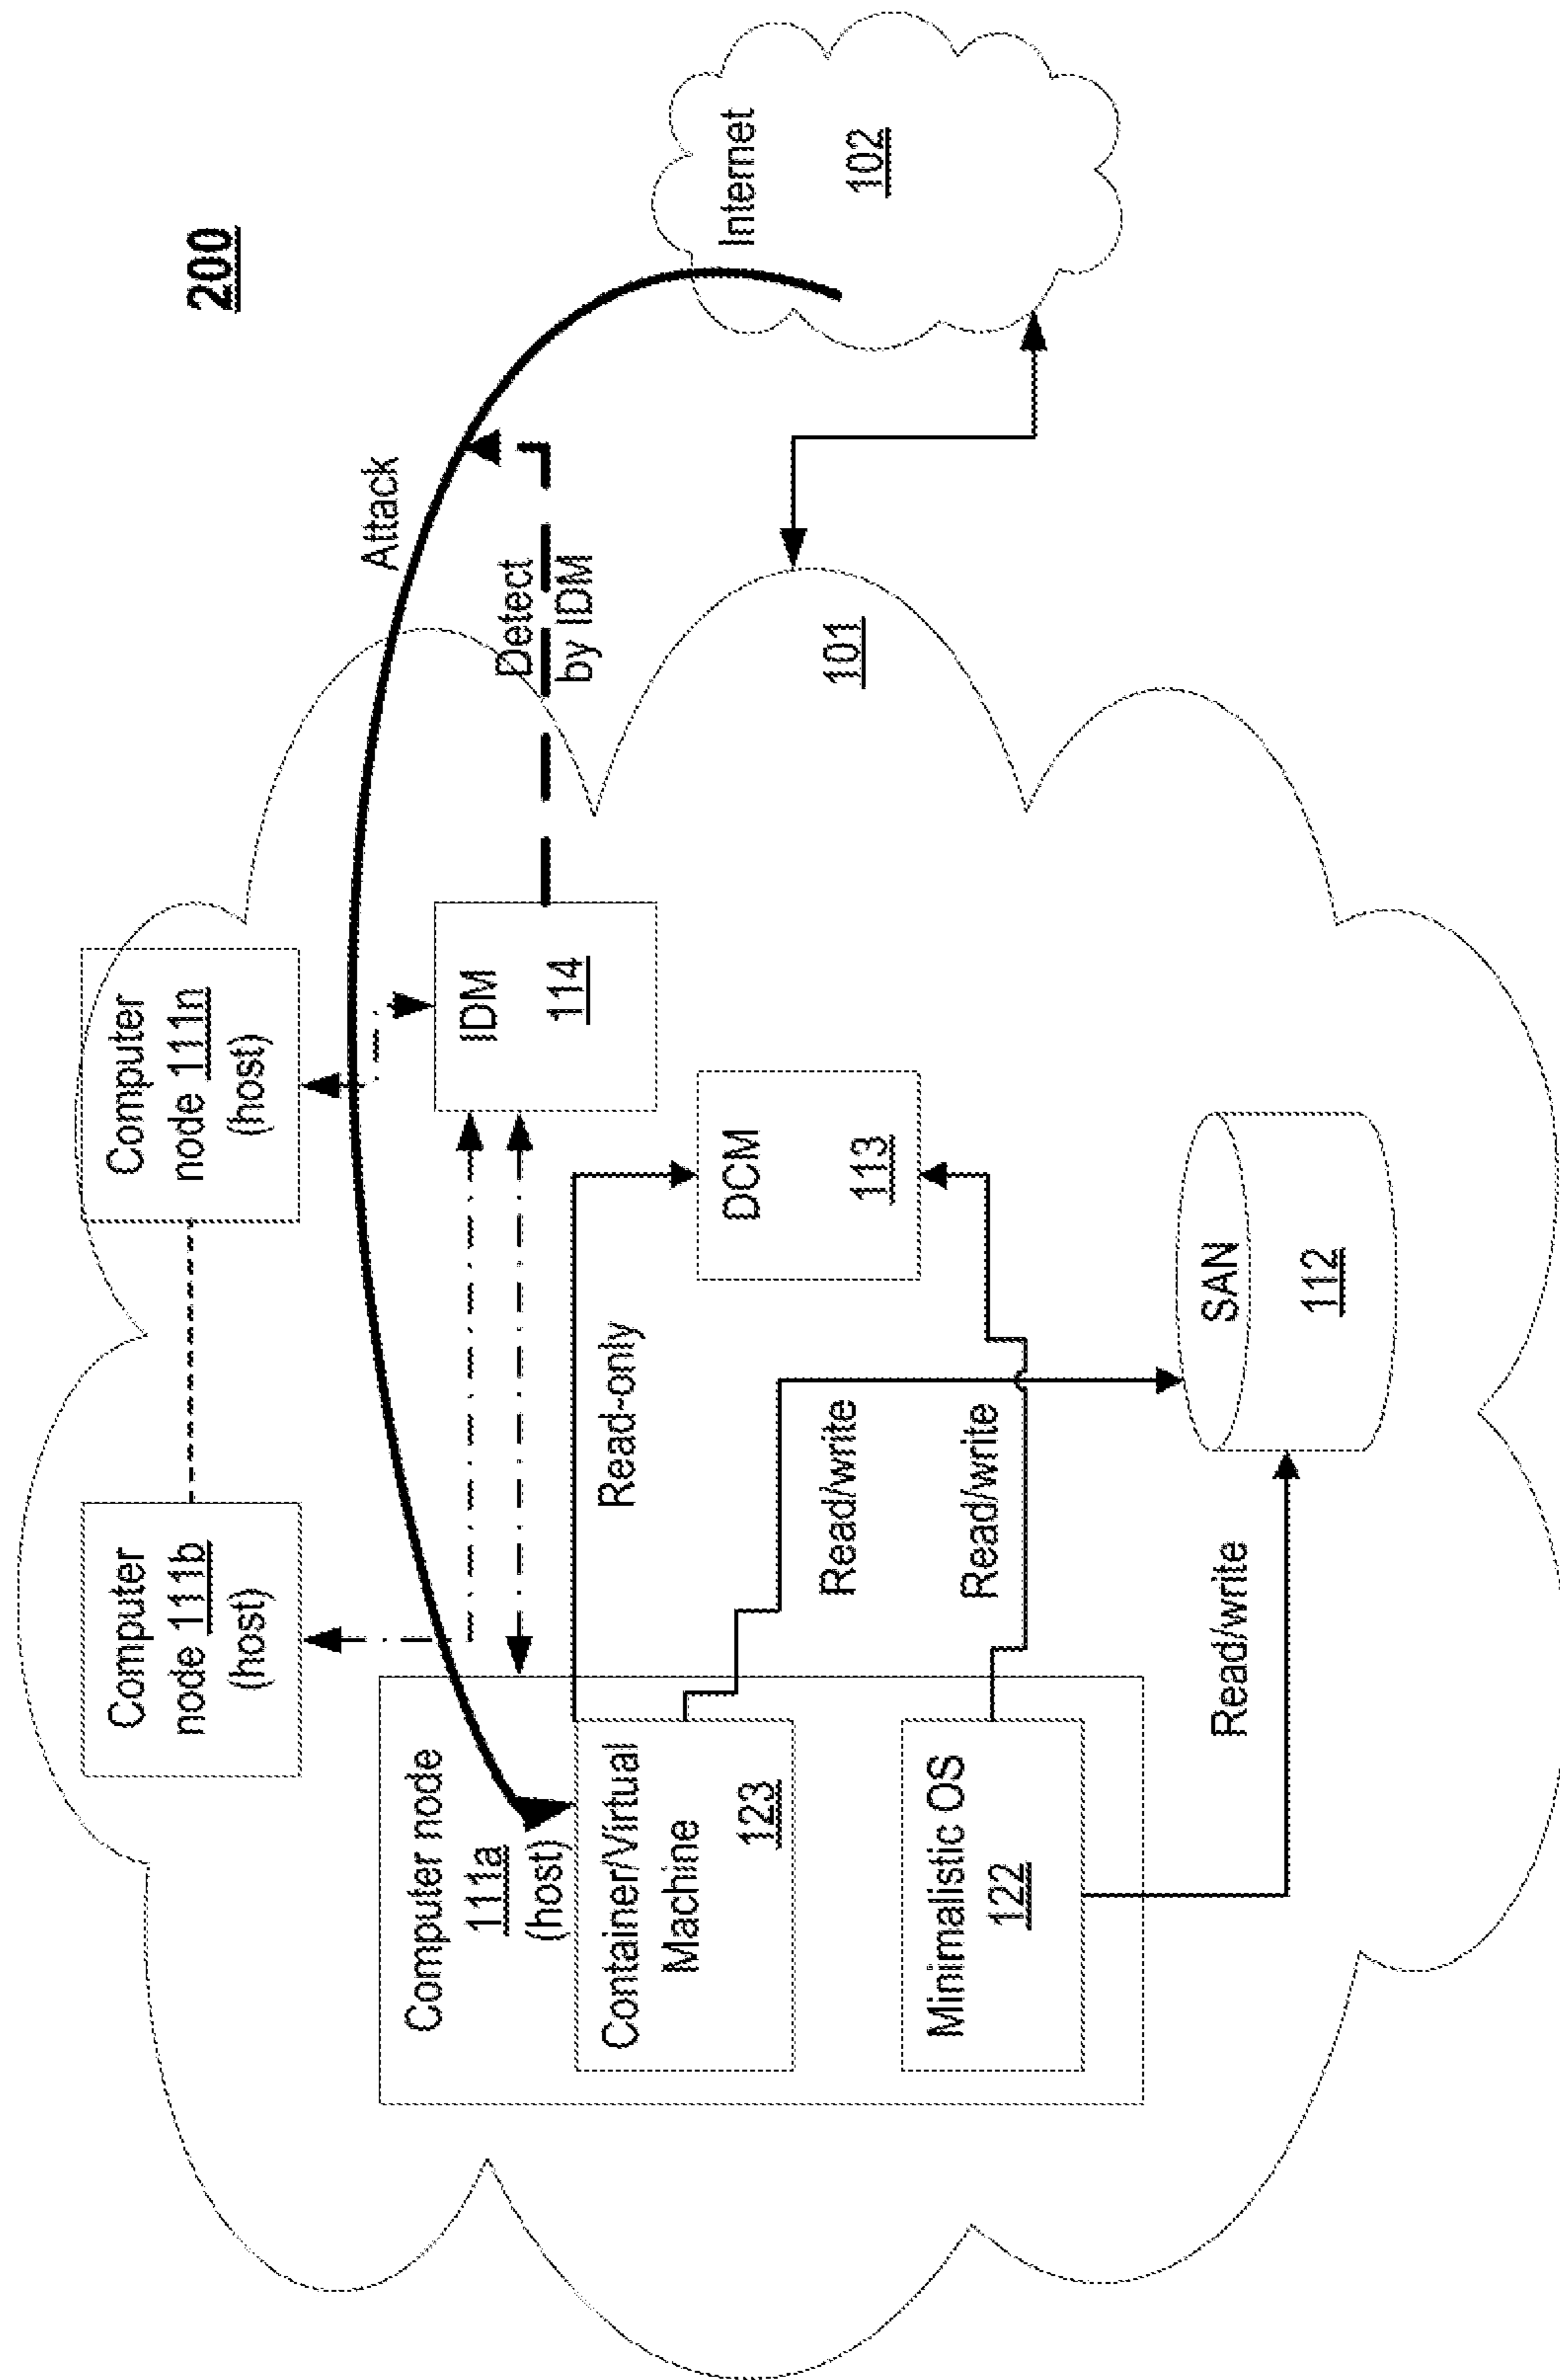 200
Computer
node 111b
(host)
Computer
node 111n
(host)
Attack
Computer node
111a
(host)
IDM
114
Detect
by IDM
Internet
102
Container/Virtual
Machine
123
Read-only
DCM
113
101
Read/write
Minimalistic OS
122
Read/write
Read/write
SAN
112